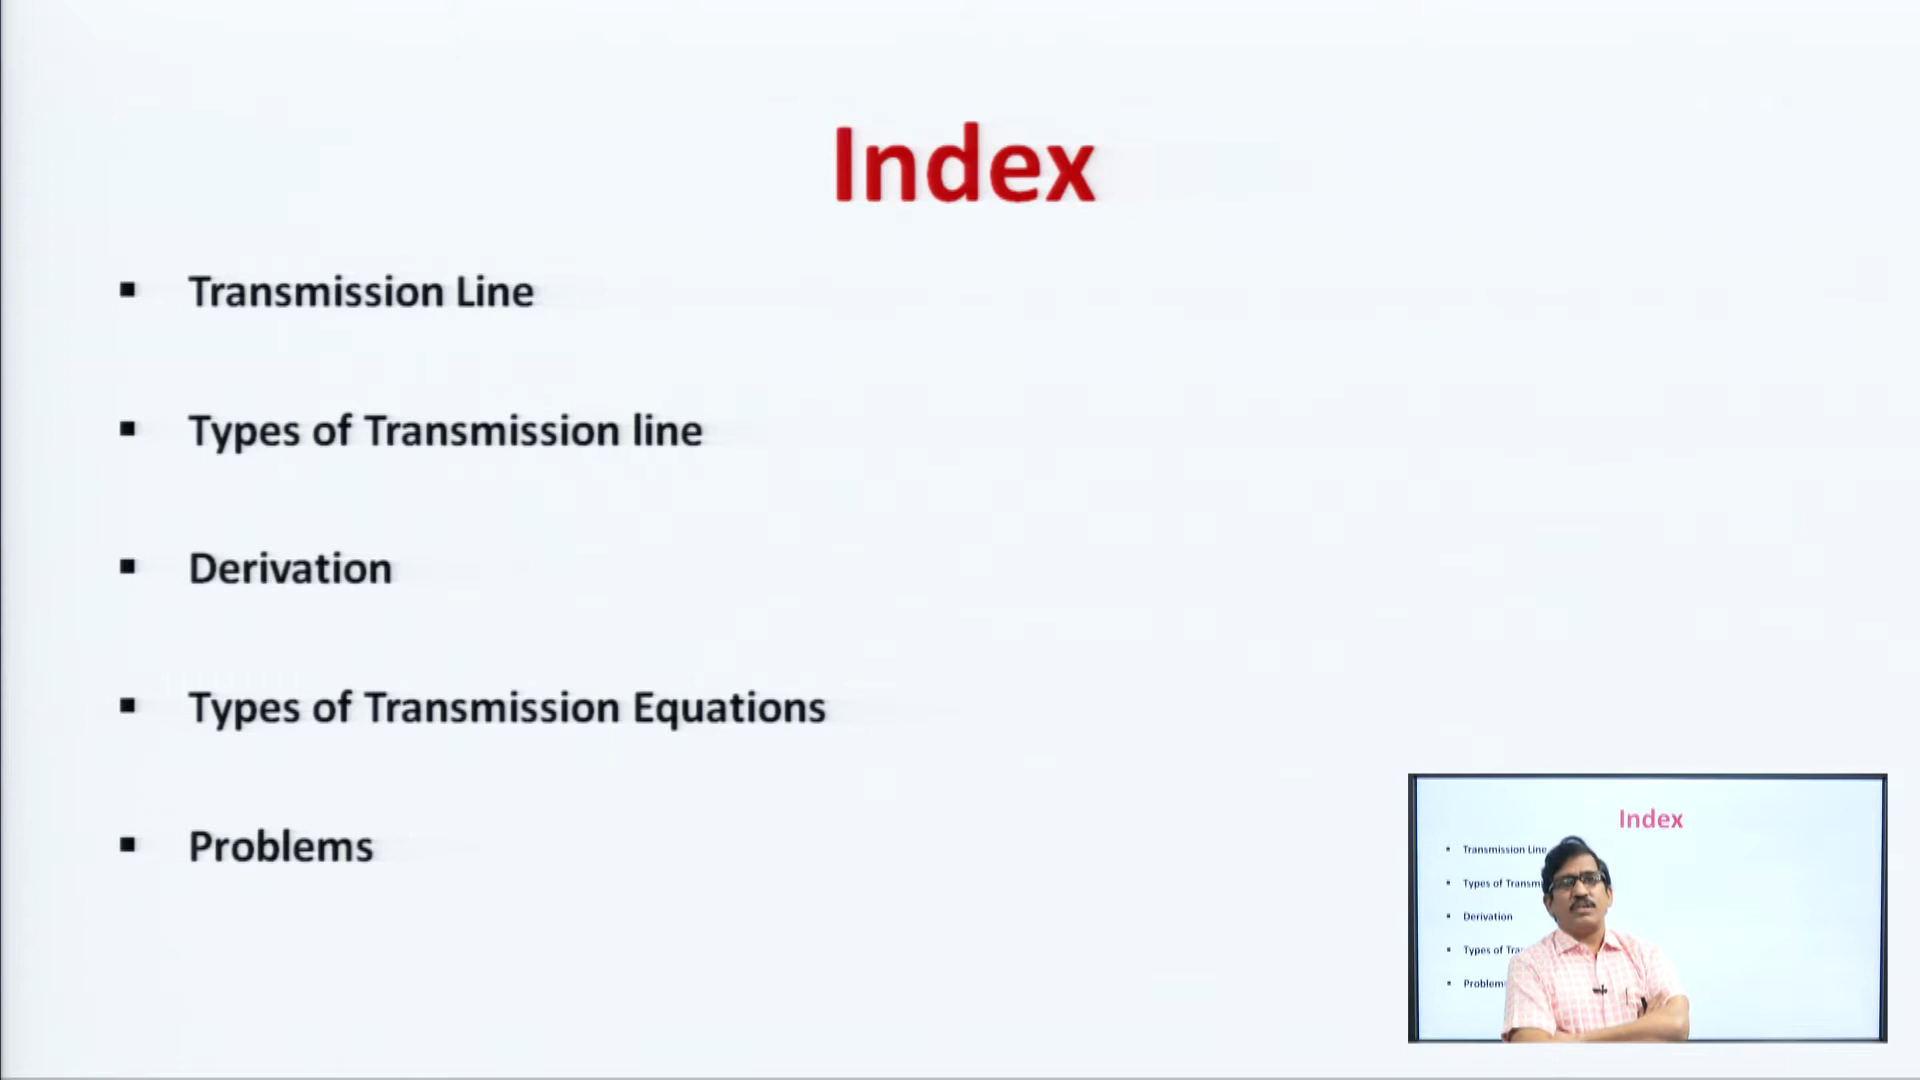 Index
▪ Transmission Line
▪ Types of Transmission line
▪ Derivation
▪ Types of Transmission Equations
▪ Problems
Index
▪ Transmission Line
▪ Types of Transm
▪ Derivation
▪ Types of Tra
▪ Problem